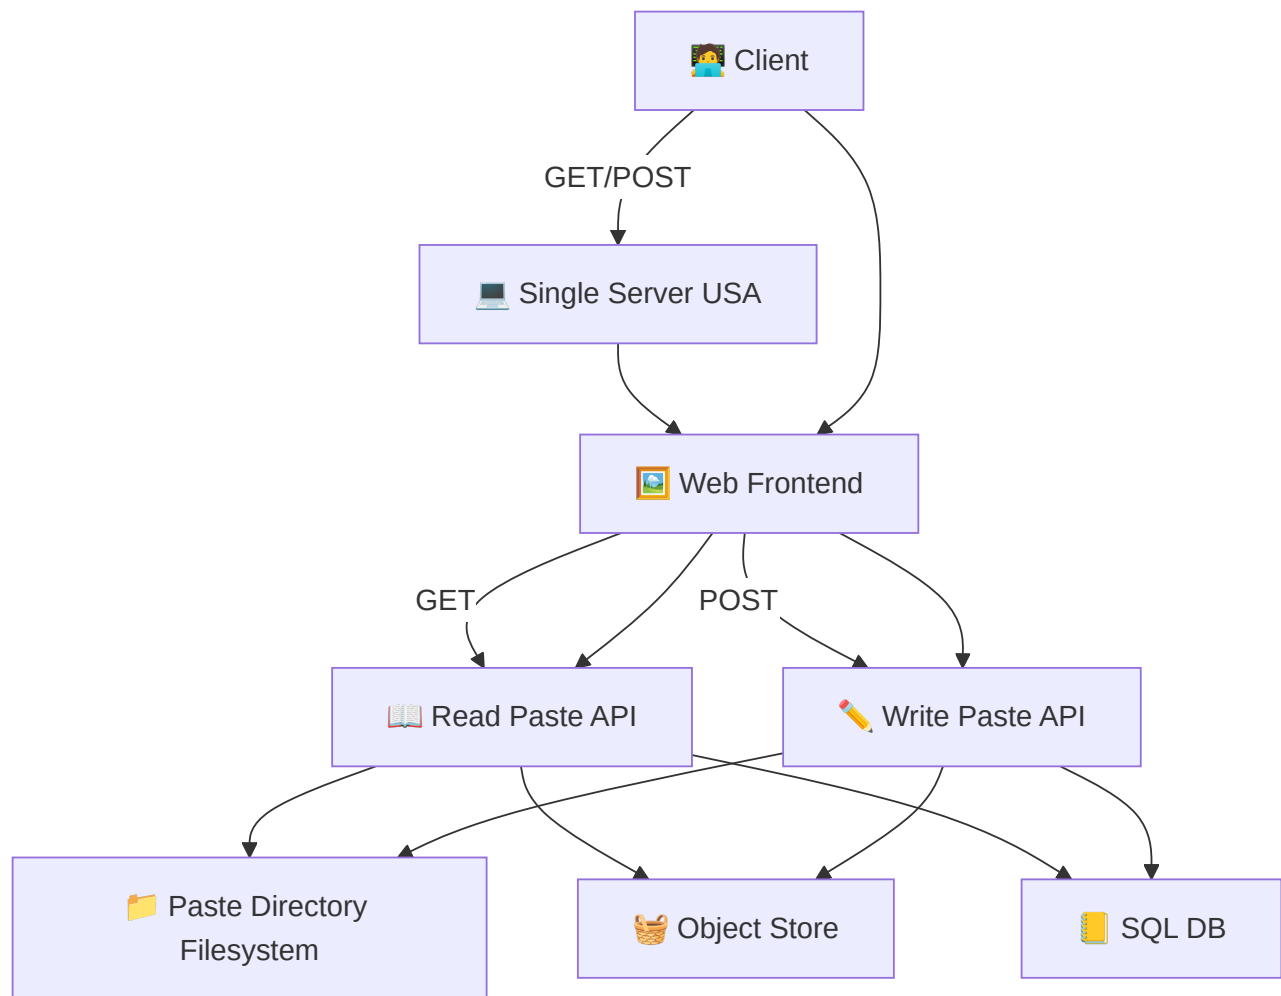 🧑‍💻 Client
GET/POST
💻 Single Server USA
🖼️ Web Frontend
GET
POST
📖 Read Paste API
✏️ Write Paste API
📁 Paste Directory
Filesystem
🧺 Object Store
📒 SQL DB